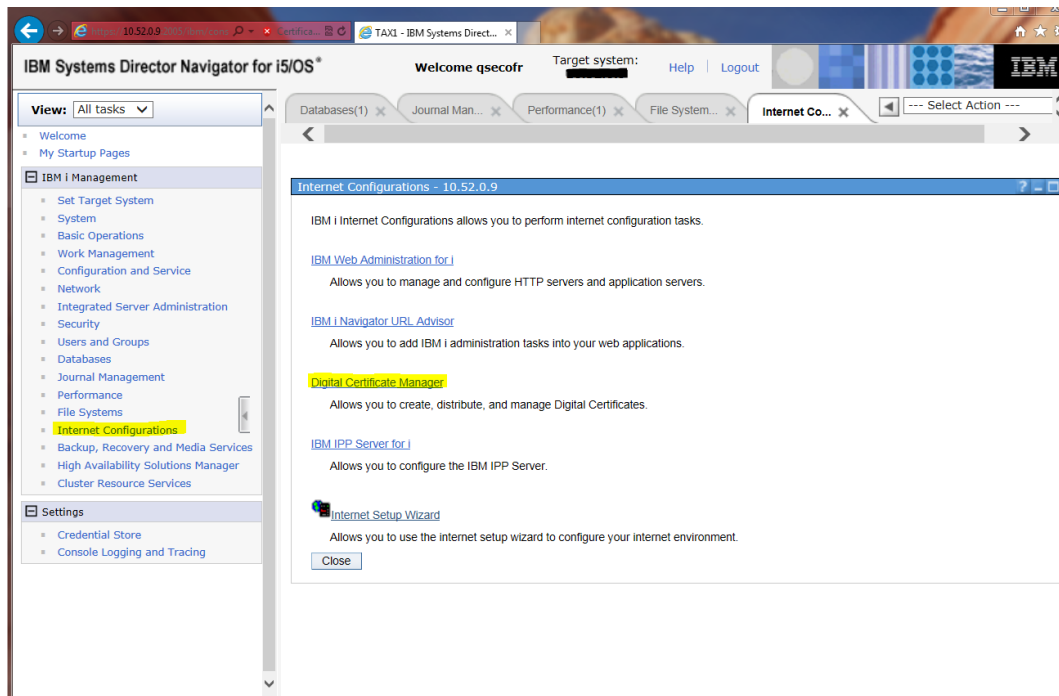 10.52.0.9
Certifica...
TAX1 - IBM Systems Direct...
IBM Systems Director Navigator for i5/OS®
Welcome qsecofr
Target system:
Help
Logout
IBM
View: All tasks
Welcome
My Startup Pages
IBM i Management
Set Target System
System
Basic Operations
Work Management
Configuration and Service
Network
Integrated Server Administration
Security
Users and Groups
Databases
Journal Management
Performance
File Systems
Internet Configurations
Backup, Recovery and Media Services
High Availability Solutions Manager
Cluster Resource Services
Settings
Credential Store
Console Logging and Tracing
Databases(1)
Journal Man...
Performance(1)
File System...
Internet Co...
--- Select Action ---
Internet Configurations - 10.52.0.9
IBM i Internet Configurations allows you to perform internet configuration tasks.
IBM Web Administration for i
Allows you to manage and configure HTTP servers and application servers.
IBM i Navigator URL Advisor
Allows you to add IBM i administration tasks into your web applications.
Digital Certificate Manager
Allows you to create, distribute, and manage Digital Certificates.
IBM IPP Server for i
Allows you to configure the IBM IPP Server.
Internet Setup Wizard
Allows you to use the internet setup wizard to configure your internet environment.
Close